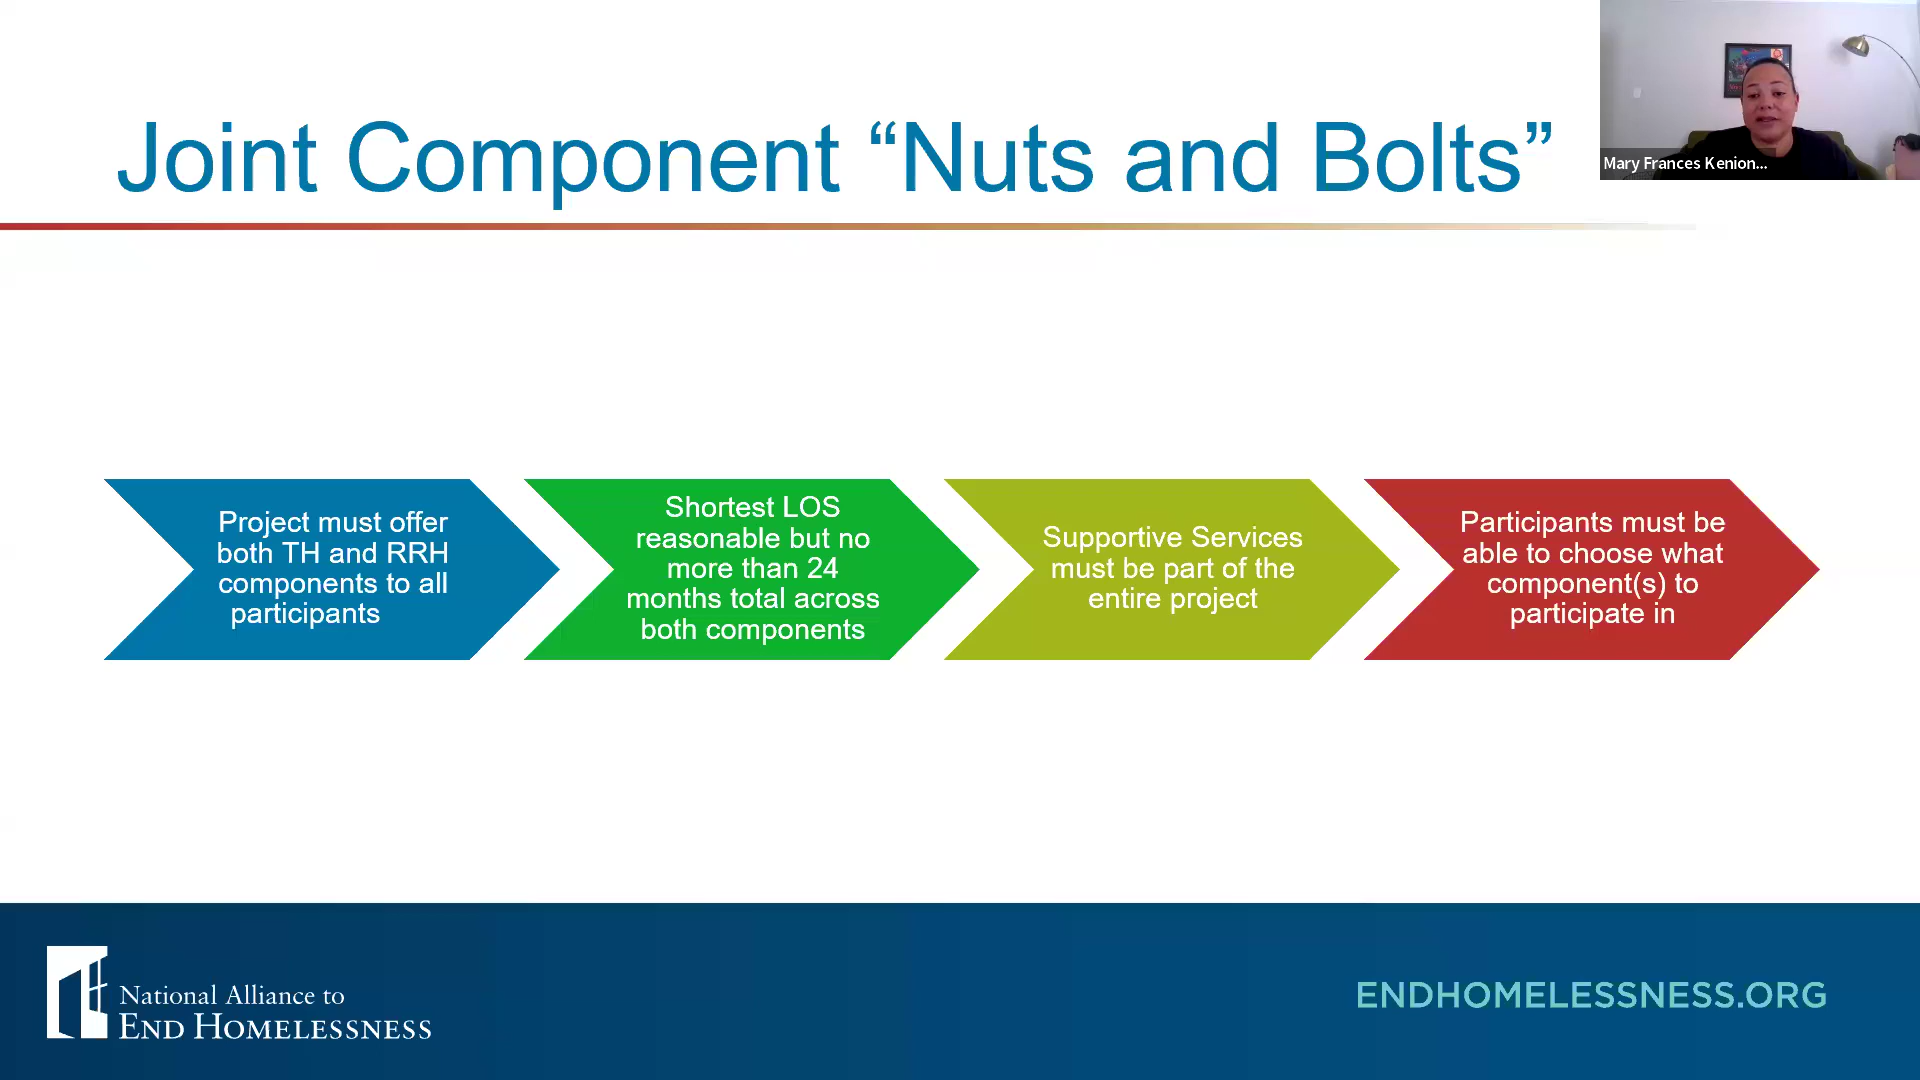 Joint Component “Nuts and Bolts”
Mary Frances Kenion...
Project must offer
both TH and RRH
components to all
participants
Shortest LOS
reasonable but no
more than 24
months total across
both components
Supportive Services
must be part of the
entire project
Participants must be
able to choose what
component(s) to
participate in
National Alliance to
END HOMELESSNESS
ENDHOMELESSNESS.ORG